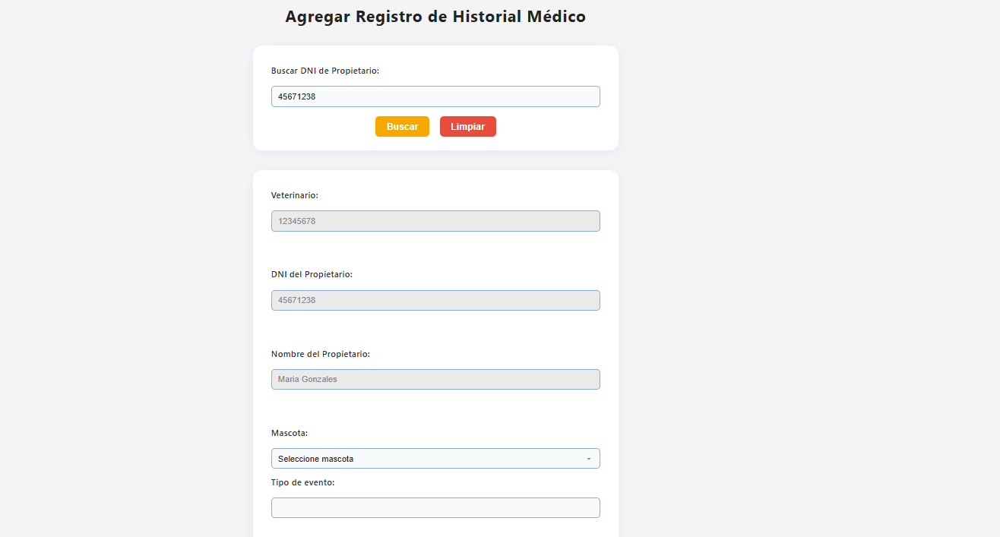 Agregar Registro de Historial Médico
Buscar DNI de Propietario:
45671238
Buscar Limpiar
Veterinario:
12345678
DNI del Propietario:
45671238
Nombre del Propietario:
Maria Gonzales
Mascota:
Seleccione mascota
Tipo de evento: